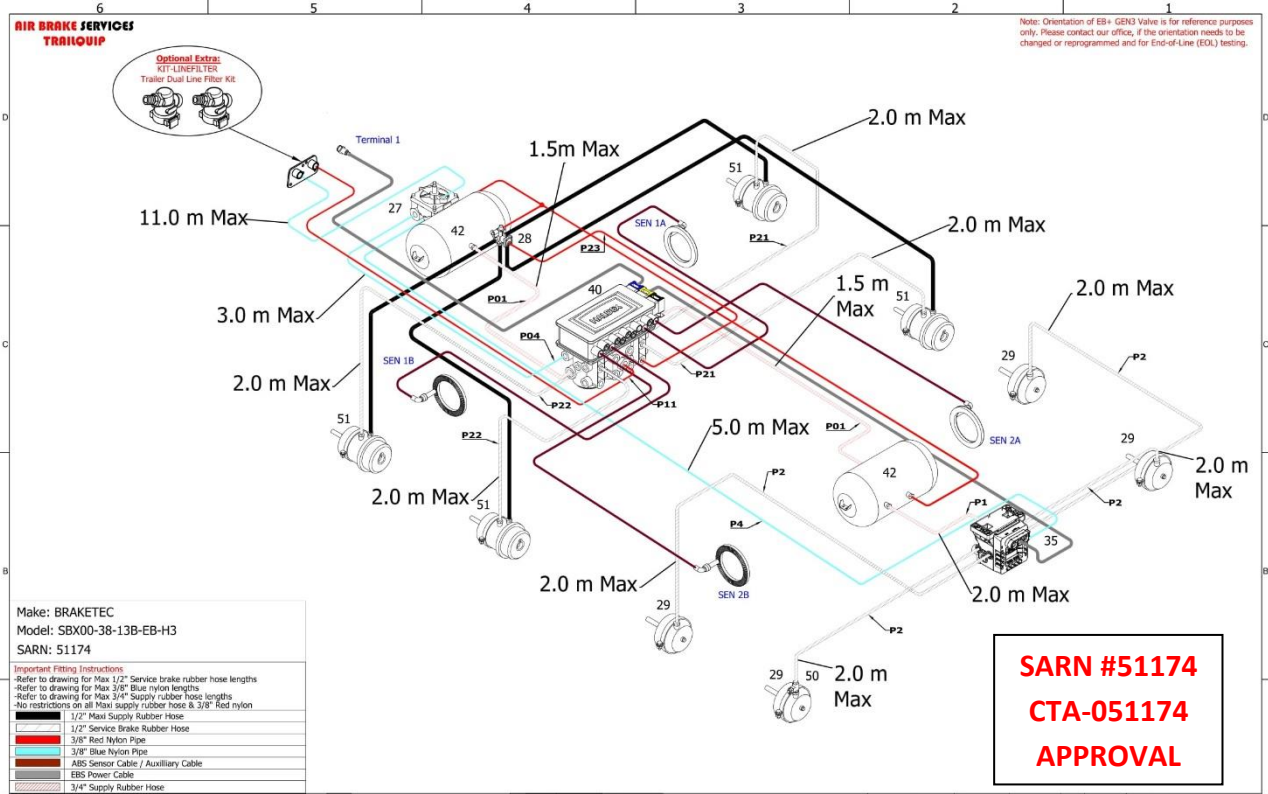 6 5 4 3 2 1
AIR BRAKE SERVICES
TRAILQUIP
Note: Orientation of EB+ GEN3 Valve is for reference purposes
only. Please contact our office, if the orientation needs to be
changed or reprogrammed and for End-of-Line (EOL) testing.
Optional Extra:
KIT-LINEFILTER
Trailer Dual Line Filter Kit
D
D
2.0 m Max
Terminal 1
1.5m Max
51
27
11.0 m Max
42
SEN 1A
2.0 m Max
28
P21
P23
40
HALDEX
1.5 m
Max
51
2.0 m Max
P01
3.0 m Max
P04
C
C
SEN 1B
29
P2
P21
2.0 m Max
P22
P11
51
P22
5.0 m Max
P01
SEN 2A
29
2.0 m
Max
42
P2
2.0 m Max
51
P2
P1
P4
35
B
B
2.0 m Max
SEN 2B
2.0 m Max
29
P2
29 50
2.0 m
Max
Make: BRAKETEC
Model: SBX00-38-13B-EB-H3
SARN: 51174
Important Fitting Instructions
-Refer to drawing for Max 1/2" Service brake rubber hose lengths
-Refer to drawing for Max 3/8" Blue nylon lengths
-Refer to drawing for Max 3/4" Supply rubber hose lengths
-No restrictions on all Maxi supply rubber hose & 3/8" Red nylon
1/2" Maxi Supply Rubber Hose
1/2" Service Brake Rubber Hose
3/8" Red Nylon Pipe
3/8" Blue Nylon Pipe
ABS Sensor Cable / Auxilliary Cable
EBS Power Cable
3/4" Supply Rubber Hose
SARN #51174
CTA-051174
APPROVAL